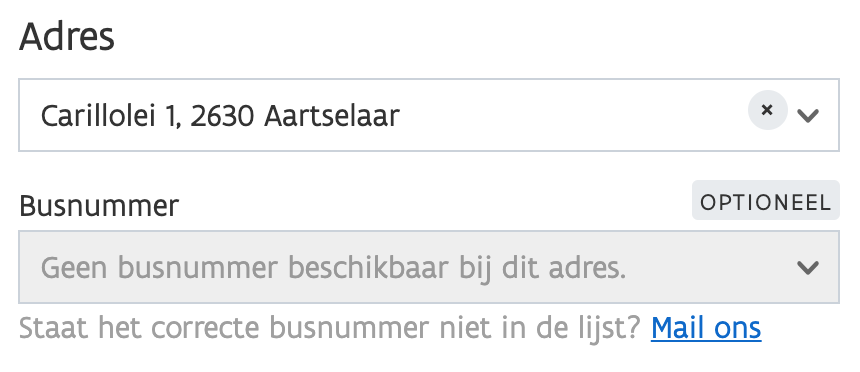 Adres
Carillolei 1, 2630 Aartselaar
Busnummer
OPTIONEEL
Geen busnummer beschikbaar bij dit adres.
Staat het correcte busnummer niet in de lijst? Mail ons